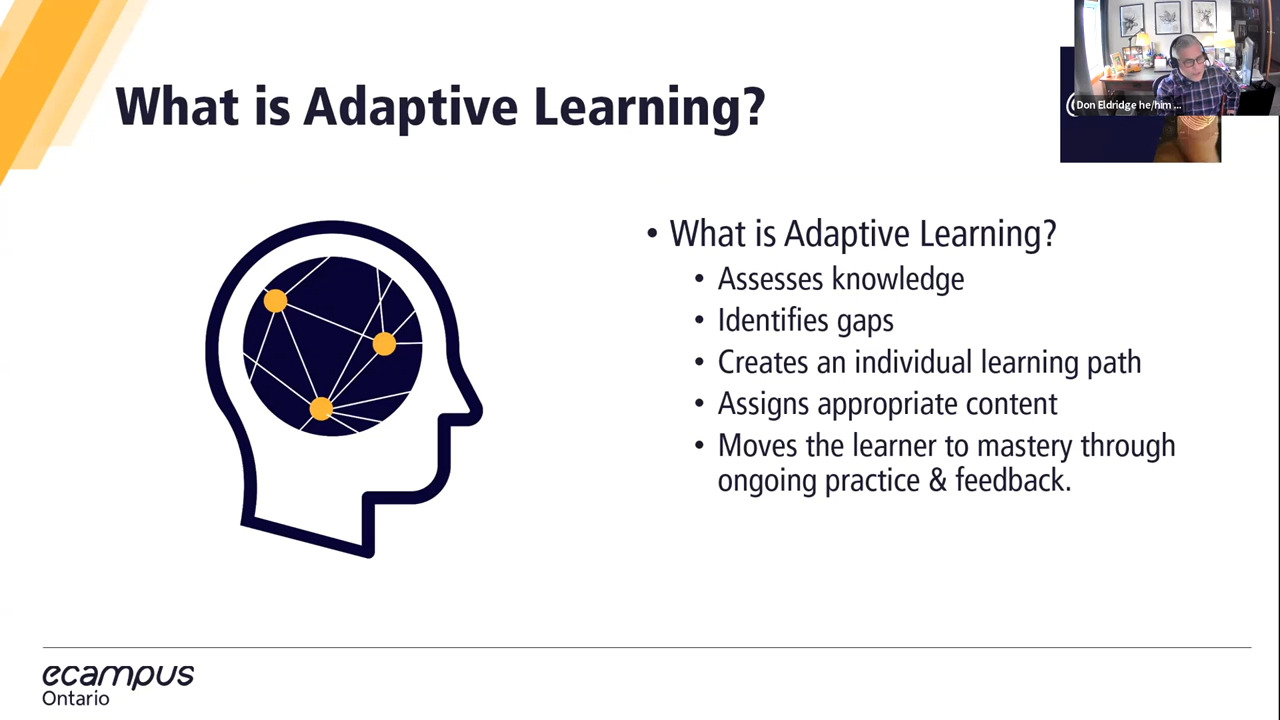 What is Adaptive Learning?
Don Eldridge he/him ...
• What is Adaptive Learning?
• Assesses knowledge
• Identifies gaps
• Creates an individual learning path
• Assigns appropriate content
• Moves the learner to mastery through
ongoing practice & feedback.
ecampus
Ontario